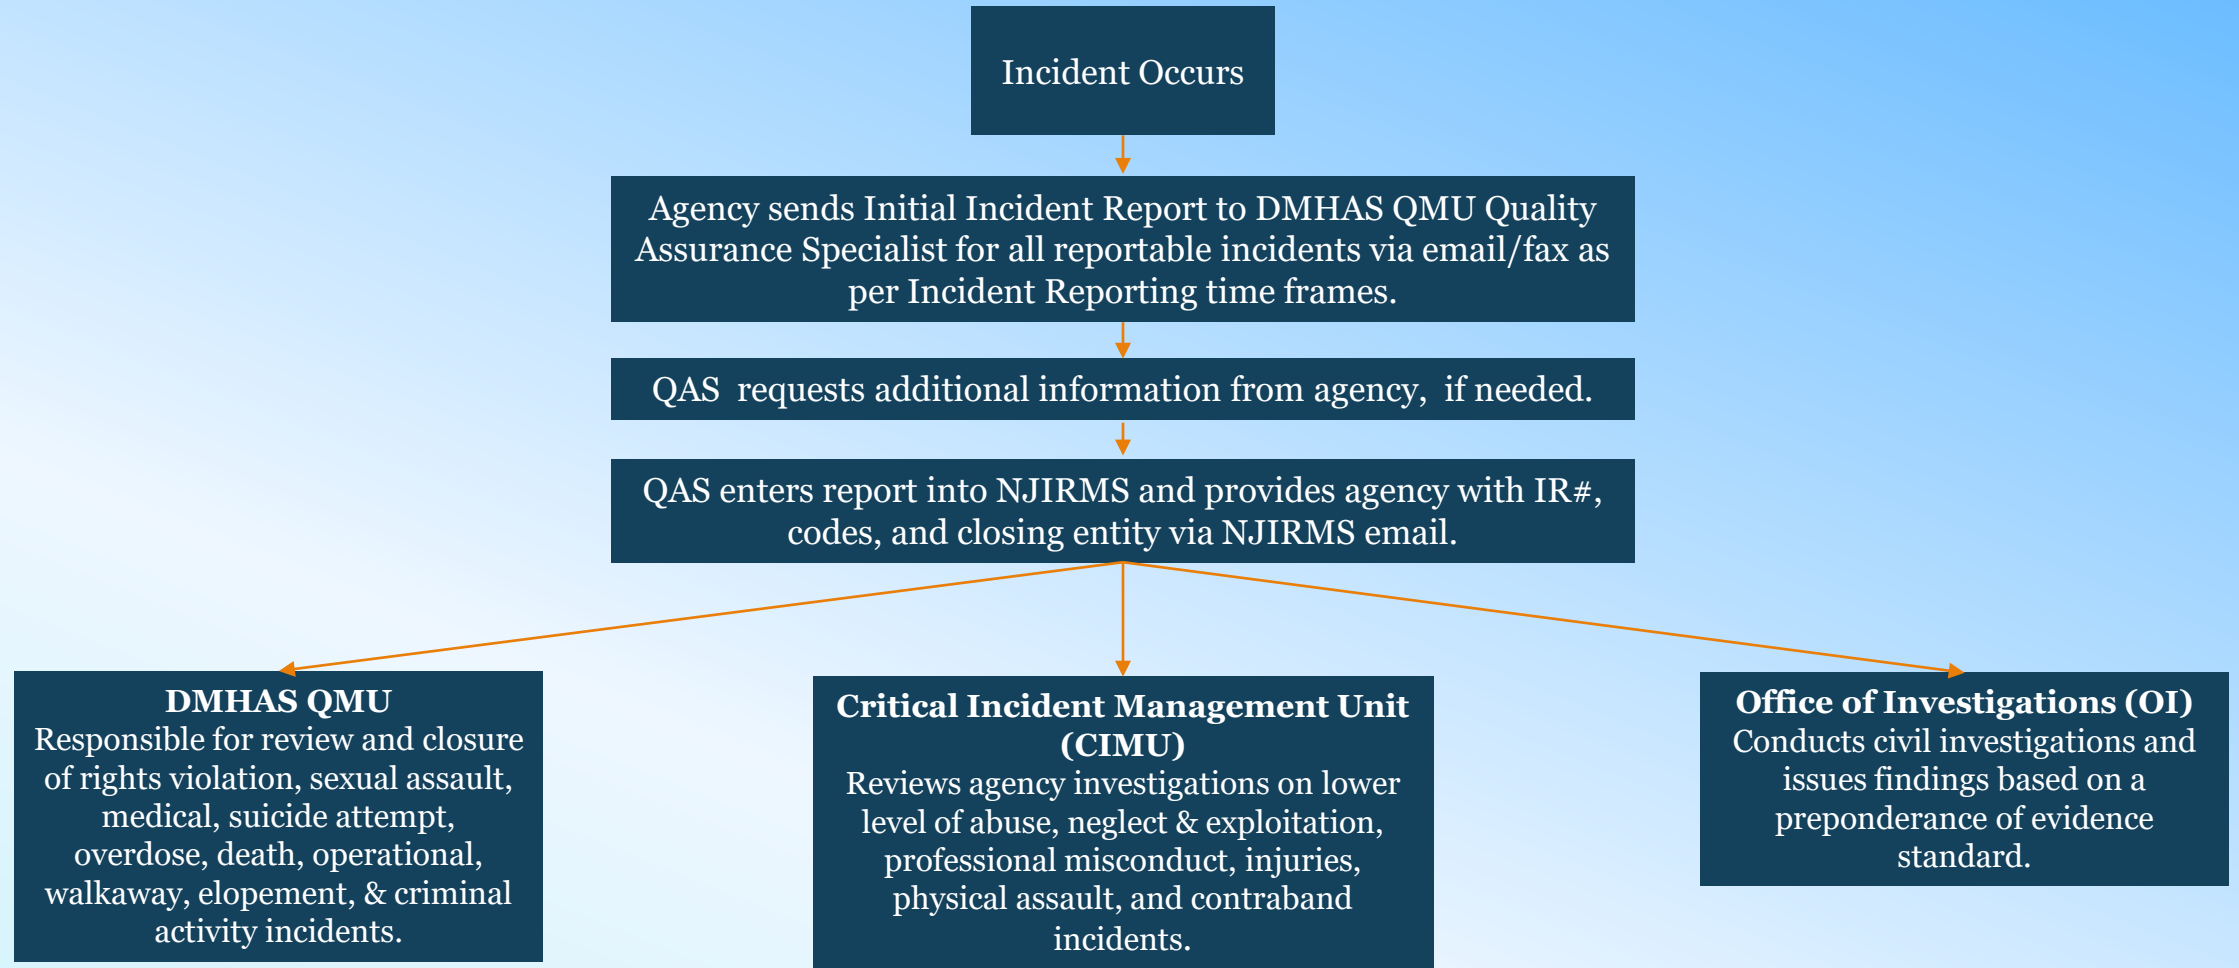 Incident Occurs
Agency sends Initial Incident Report to DMHAS QMU Quality
Assurance Specialist for all reportable incidents via email/fax as
per Incident Reporting time frames.
QAS  requests additional information from agency,  if needed.
QAS enters report into NJIRMS and provides agency with IR#,
codes, and closing entity via NJIRMS email.
DMHAS QMU
Responsible for review and closure
of rights violation, sexual assault,
medical, suicide attempt,
overdose, death, operational,
walkaway, elopement, & criminal
activity incidents.
Critical Incident Management Unit
(CIMU)
Reviews agency investigations on lower
level of abuse, neglect & exploitation,
professional misconduct, injuries,
physical assault, and contraband
incidents.
Office of Investigations (OI)
Conducts civil investigations and
issues findings based on a
preponderance of evidence
standard.